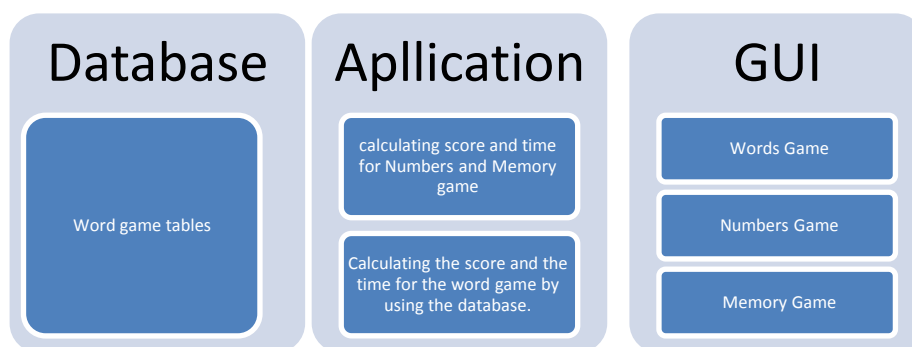 Database
Word game tables
Apllication
calculating score and time
for Numbers and Memory
game
Calculating the score and the
time for the word game by
using the database.
GUI
Words Game
Numbers Game
Memory Game